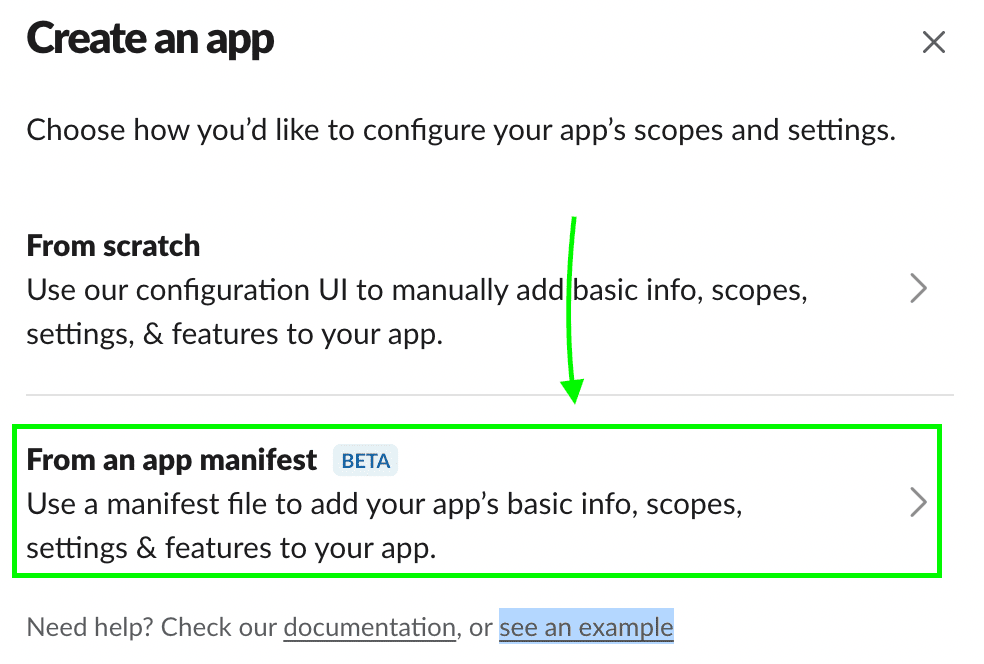 Create an app
Choose how you’d like to configure your app’s scopes and settings.
From scratch
Use our configuration UI to manually add basic info, scopes,
settings, & features to your app.
From an app manifest BETA
Use a manifest file to add your app’s basic info, scopes,
settings & features to your app.
Need help? Check our documentation, or see an example